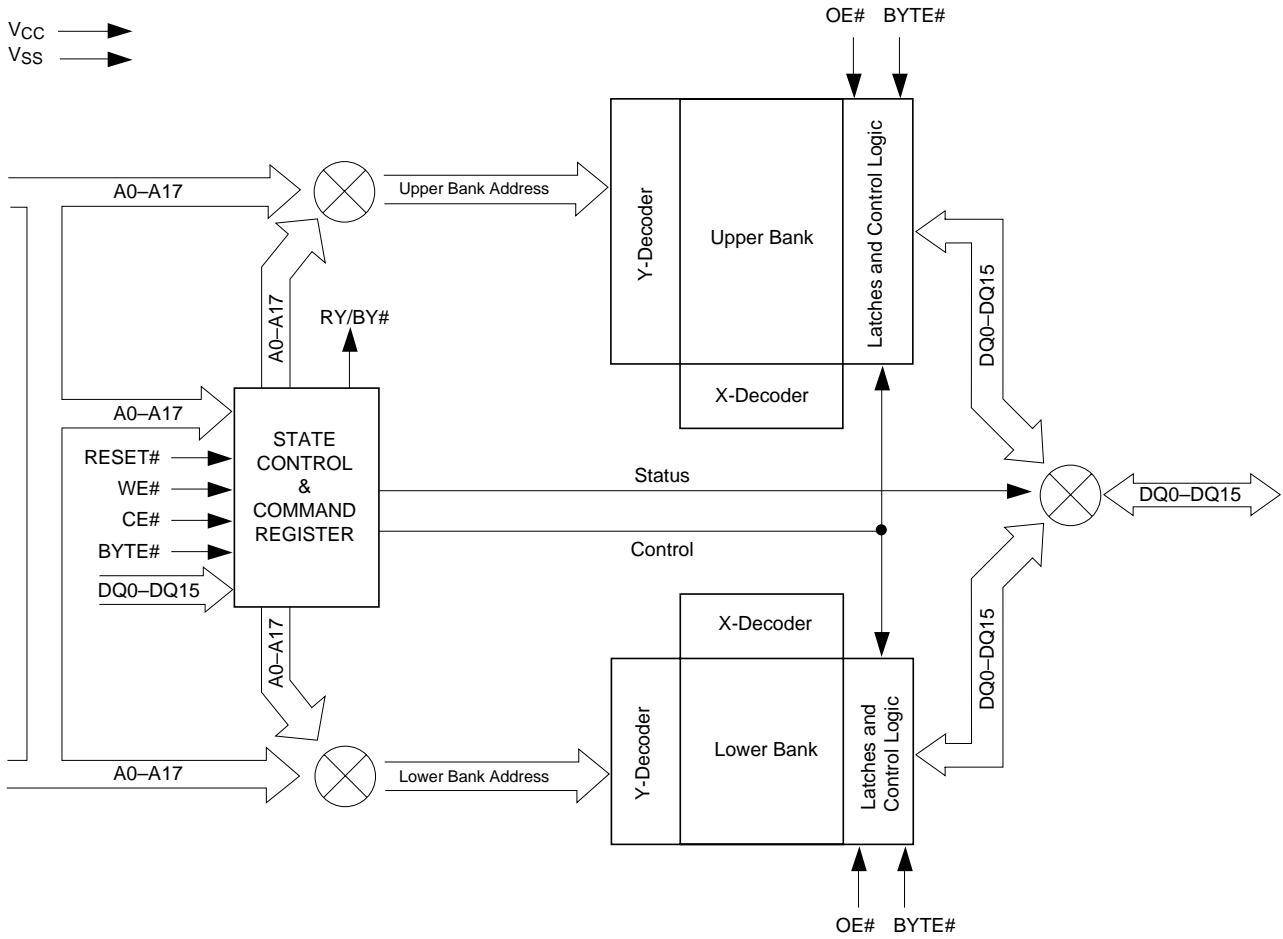 VCC
VSS
OE# BYTE#
A0–A17
Upper Bank Address
Y-Decoder
Upper Bank
Latches and Control Logic
DQ0–DQ15
A0–A17
RY/BY#
X-Decoder
A0–A17
RESET#
WE#
CE#
BYTE#
DQ0–DQ15
STATE
CONTROL
&
COMMAND
REGISTER
Status
Control
DQ0–DQ15
X-Decoder
A0–A17
Y-Decoder
Lower Bank
Latches and
Control Logic
DQ0–DQ15
A0–A17
Lower Bank Address
OE# BYTE#